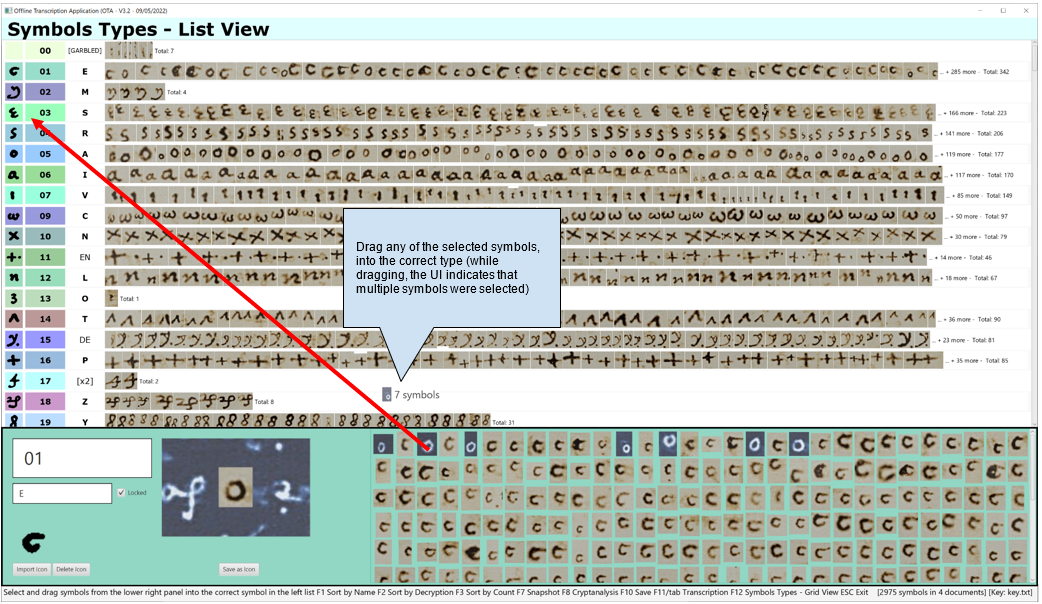 Offline Transcription Application (OTA - V3.2 - 09/05/2022)
Symbols Types - List View
00 [GARBLED] Total: 7
01 E ... + 285 more - Total: 342
02 M Total: 4
03 S ... + 166 more - Total: 223
04 R ... + 141 more - Total: 206
05 A ... + 119 more - Total: 177
06 I ... + 117 more - Total: 170
07 V ... + 85 more - Total: 149
09 C ... + 50 more - Total: 97
10 N ... + 30 more - Total: 79
11 EN ... + 14 more - Total: 46
12 L ... + 18 more - Total: 67
13 O Total: 1
14 T ... + 36 more - Total: 90
15 DE ... + 23 more - Total: 81
16 P ... + 35 more - Total: 85
17 [x2] Total: 2
18 Z Total: 8
19 Y Total: 31
Drag any of the selected symbols,
into the correct type (while
dragging, the UI indicates that
multiple symbols were selected)
7 symbols
01
E
Locked
Import Icon Delete Icon Save as Icon
Select and drag symbols from the lower right panel into the correct symbol in the left list F1 Sort by Name F2 Sort by Decryption F3 Sort by Count F7 Snapshot F8 Cryptanalysis F10 Save F11/tab Transcription F12 Symbols Types - Grid View ESC Exit [2975 symbols in 4 documents] [Key: key.txt]